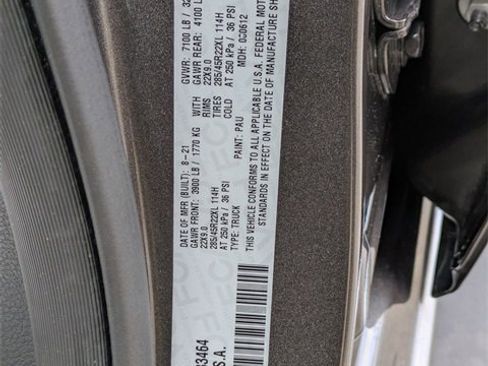 DATE OF MFR (BUILT): 8-21 GVWR: 7100 LB / 32
GAWR FRONT: 3900 LB / 1770 KG WITH GAWR REAR: 4100 L
22X9.0 RIMS 22X9.0
285/45R22XL 114H TIRES 285/45R22XL 114H
AT 250 kPa / 36 PSI COLD AT 250 kPa / 36 PSI
TYPE: TRUCK PAINT: PAU MDH: 0C0612
THIS VEHICLE CONFORMS TO ALL APPLICABLE U.S.A. FEDERAL MOTOR
STANDARDS IN EFFECT ON THE DATE OF MANUFACTURE SH
33464
S.A.